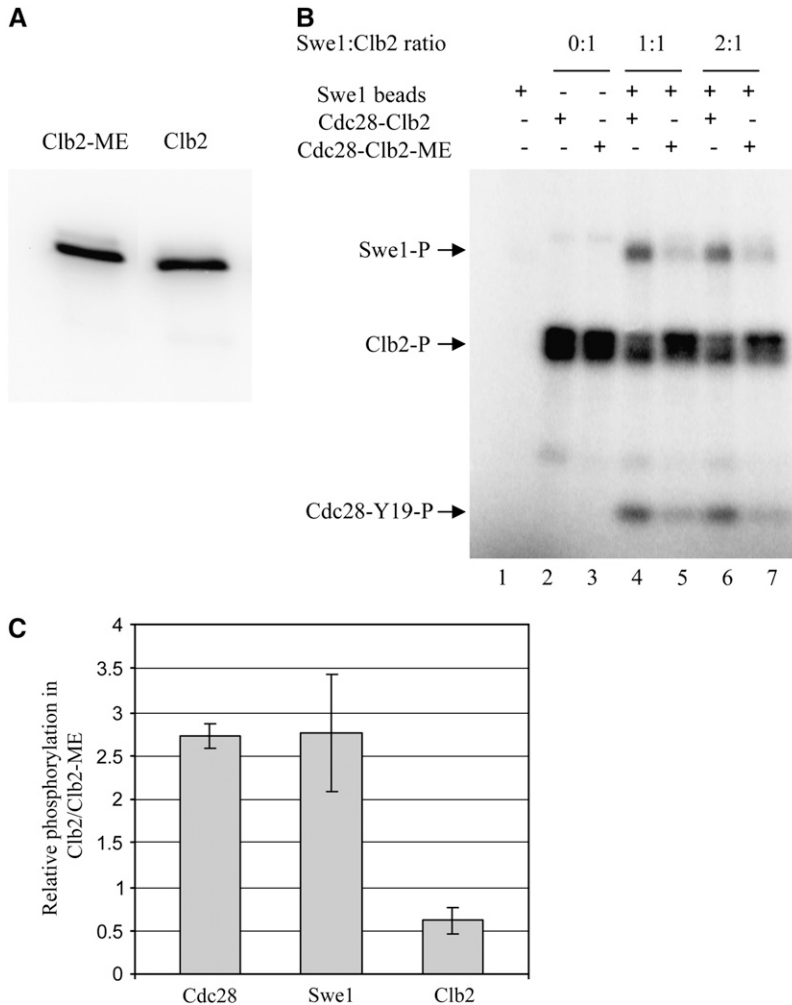 A
Clb2-ME Clb2
B
Swe1:Clb2 ratio 0:1 1:1 2:1
Swe1 beads + - - + + + +
Cdc28-Clb2 - + - + - + -
Cdc28-Clb2-ME - - + - + - +
Swe1-P
Clb2-P
Cdc28-Y19-P
1 2 3 4 5 6 7
C
Relative phosphorylation in
Clb2/Clb2-ME
4
3.5
3
2.5
2
1.5
1
0.5
0
Cdc28 Swe1 Clb2